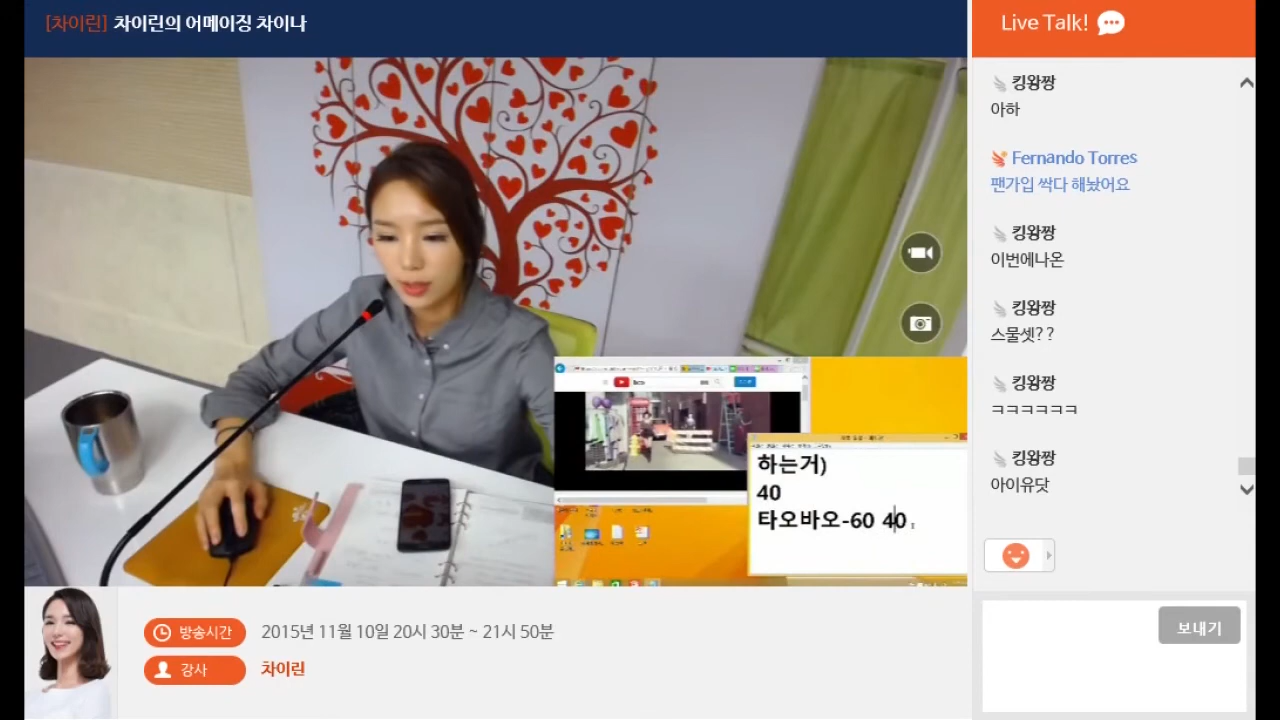 [차이린] 차이린의 어메이징 차이나
Live Talk!
킹왕짱
아하
Fernando Torres
팬가입 싹다 해놨어요
킹왕짱
이번에나온
킹왕짱
스물셋??
킹왕짱
ㅋㅋㅋㅋㅋㅋ
킹왕짱
아이유닷
하는거)
40
타오바오-60 40
방송시간 2015년 11월 10일 20시 30분 ~ 21시 50분
강사 차이린
보내기